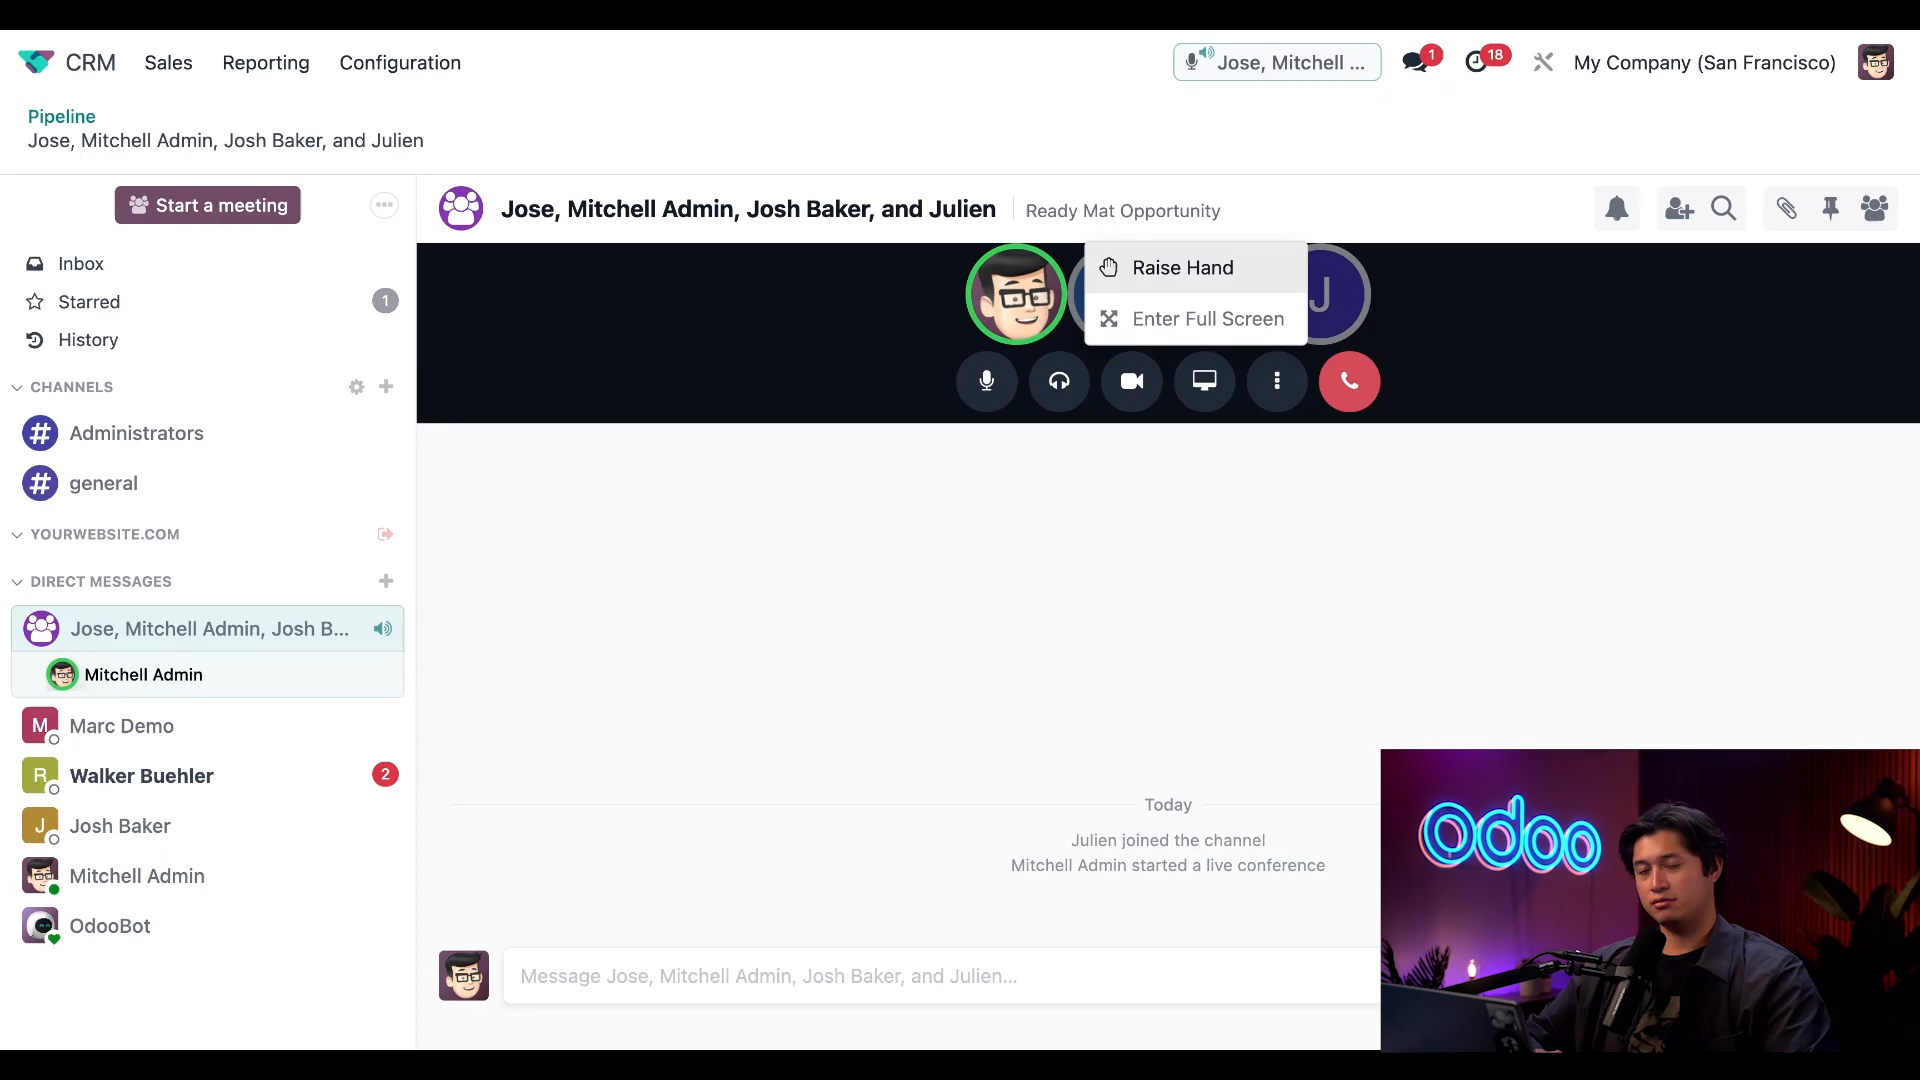 CRM Sales Reporting Configuration
Jose, Mitchell ...
1
18
My Company (San Francisco)
Pipeline
Jose, Mitchell Admin, Josh Baker, and Julien
Start a meeting
Inbox
Starred 1
History
CHANNELS
# Administrators
# general
YOURWEBSITE.COM
DIRECT MESSAGES
Jose, Mitchell Admin, Josh B...
Mitchell Admin
M Marc Demo
R Walker Buehler 2
J Josh Baker
Mitchell Admin
OdooBot
Jose, Mitchell Admin, Josh Baker, and Julien
Ready Mat Opportunity
Raise Hand
Enter Full Screen
J
Today
Julien joined the channel
Mitchell Admin started a live conference
Message Jose, Mitchell Admin, Josh Baker, and Julien...
odoo